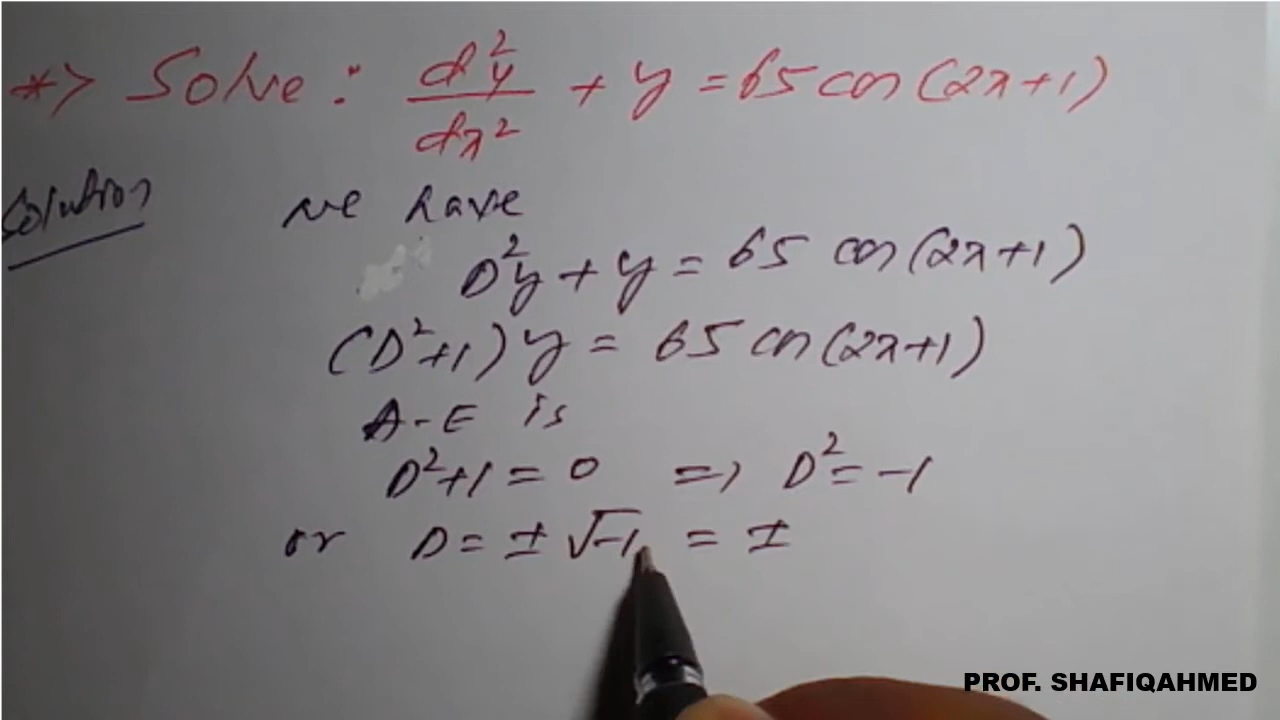 *> Solve: d²y/dx² + y = 65 cos(2x+1)
Solution
we have
D²y + y = 65 cos(2x+1)
(D²+1)y = 65 cos(2x+1)
A-E is
D²+1 = 0 => D² = -1
or D = ± √-1 = ±
PROF. SHAFIQAHMED